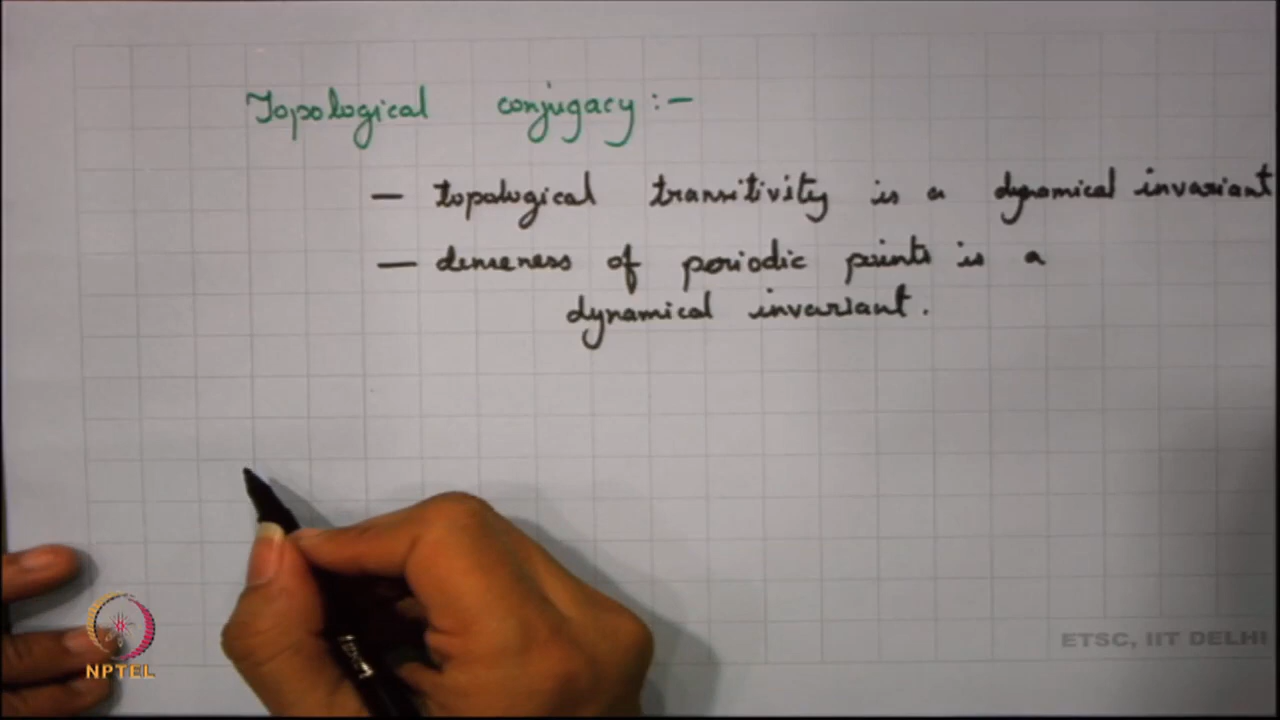 Topological conjugacy :-
— topological transitivity is a dynamical invariant
— denseness of periodic points is a
dynamical invariant.
NPTEL
ETSC, IIT DELHI